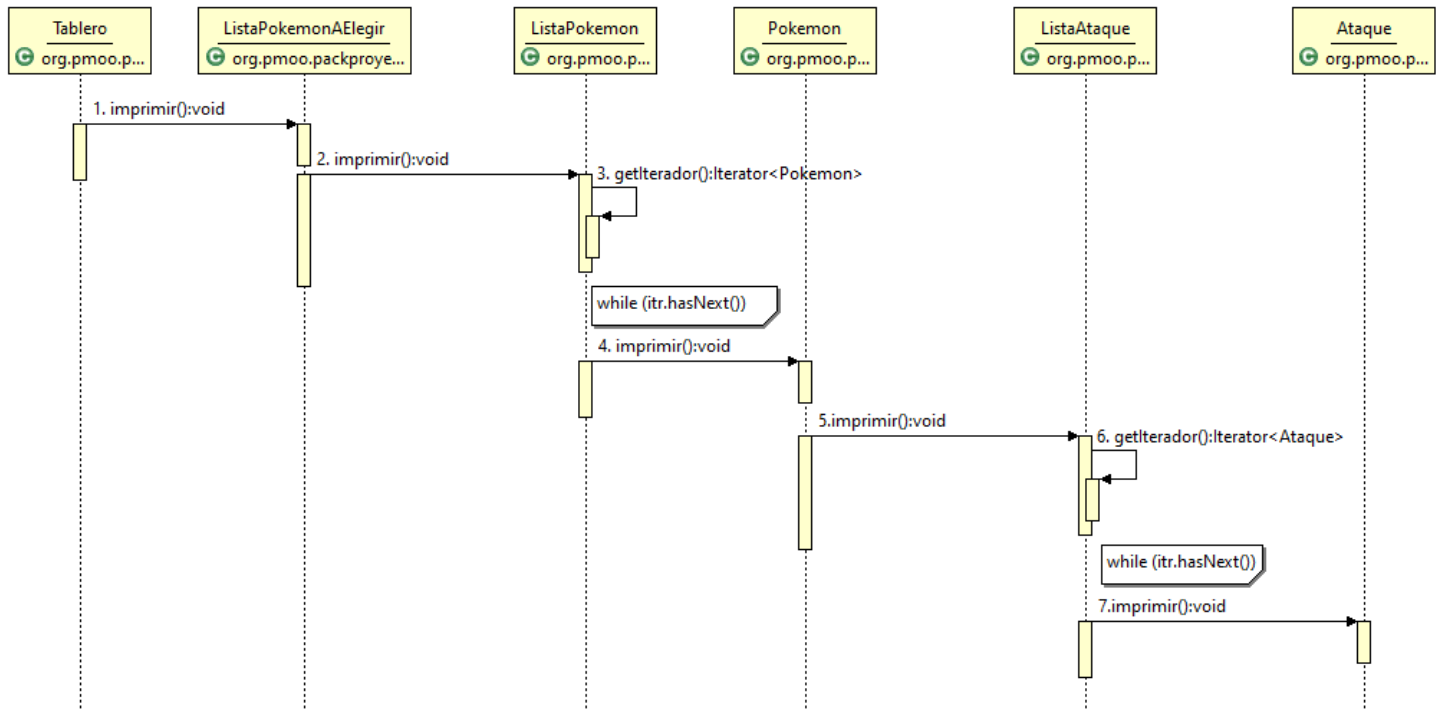 Tablero
org.pmoo.p...
ListaPokemonAElegir
org.pmoo.packproye...
ListaPokemon
org.pmoo.p...
Pokemon
org.pmoo.p...
ListaAtaque
org.pmoo.p...
Ataque
org.pmoo.p...
1. imprimir():void
2. imprimir():void
3. getIterador():Iterator<Pokemon>
while (itr.hasNext())
4. imprimir():void
5.imprimir():void
6. getIterador():Iterator<Ataque>
while (itr.hasNext())
7.imprimir():void